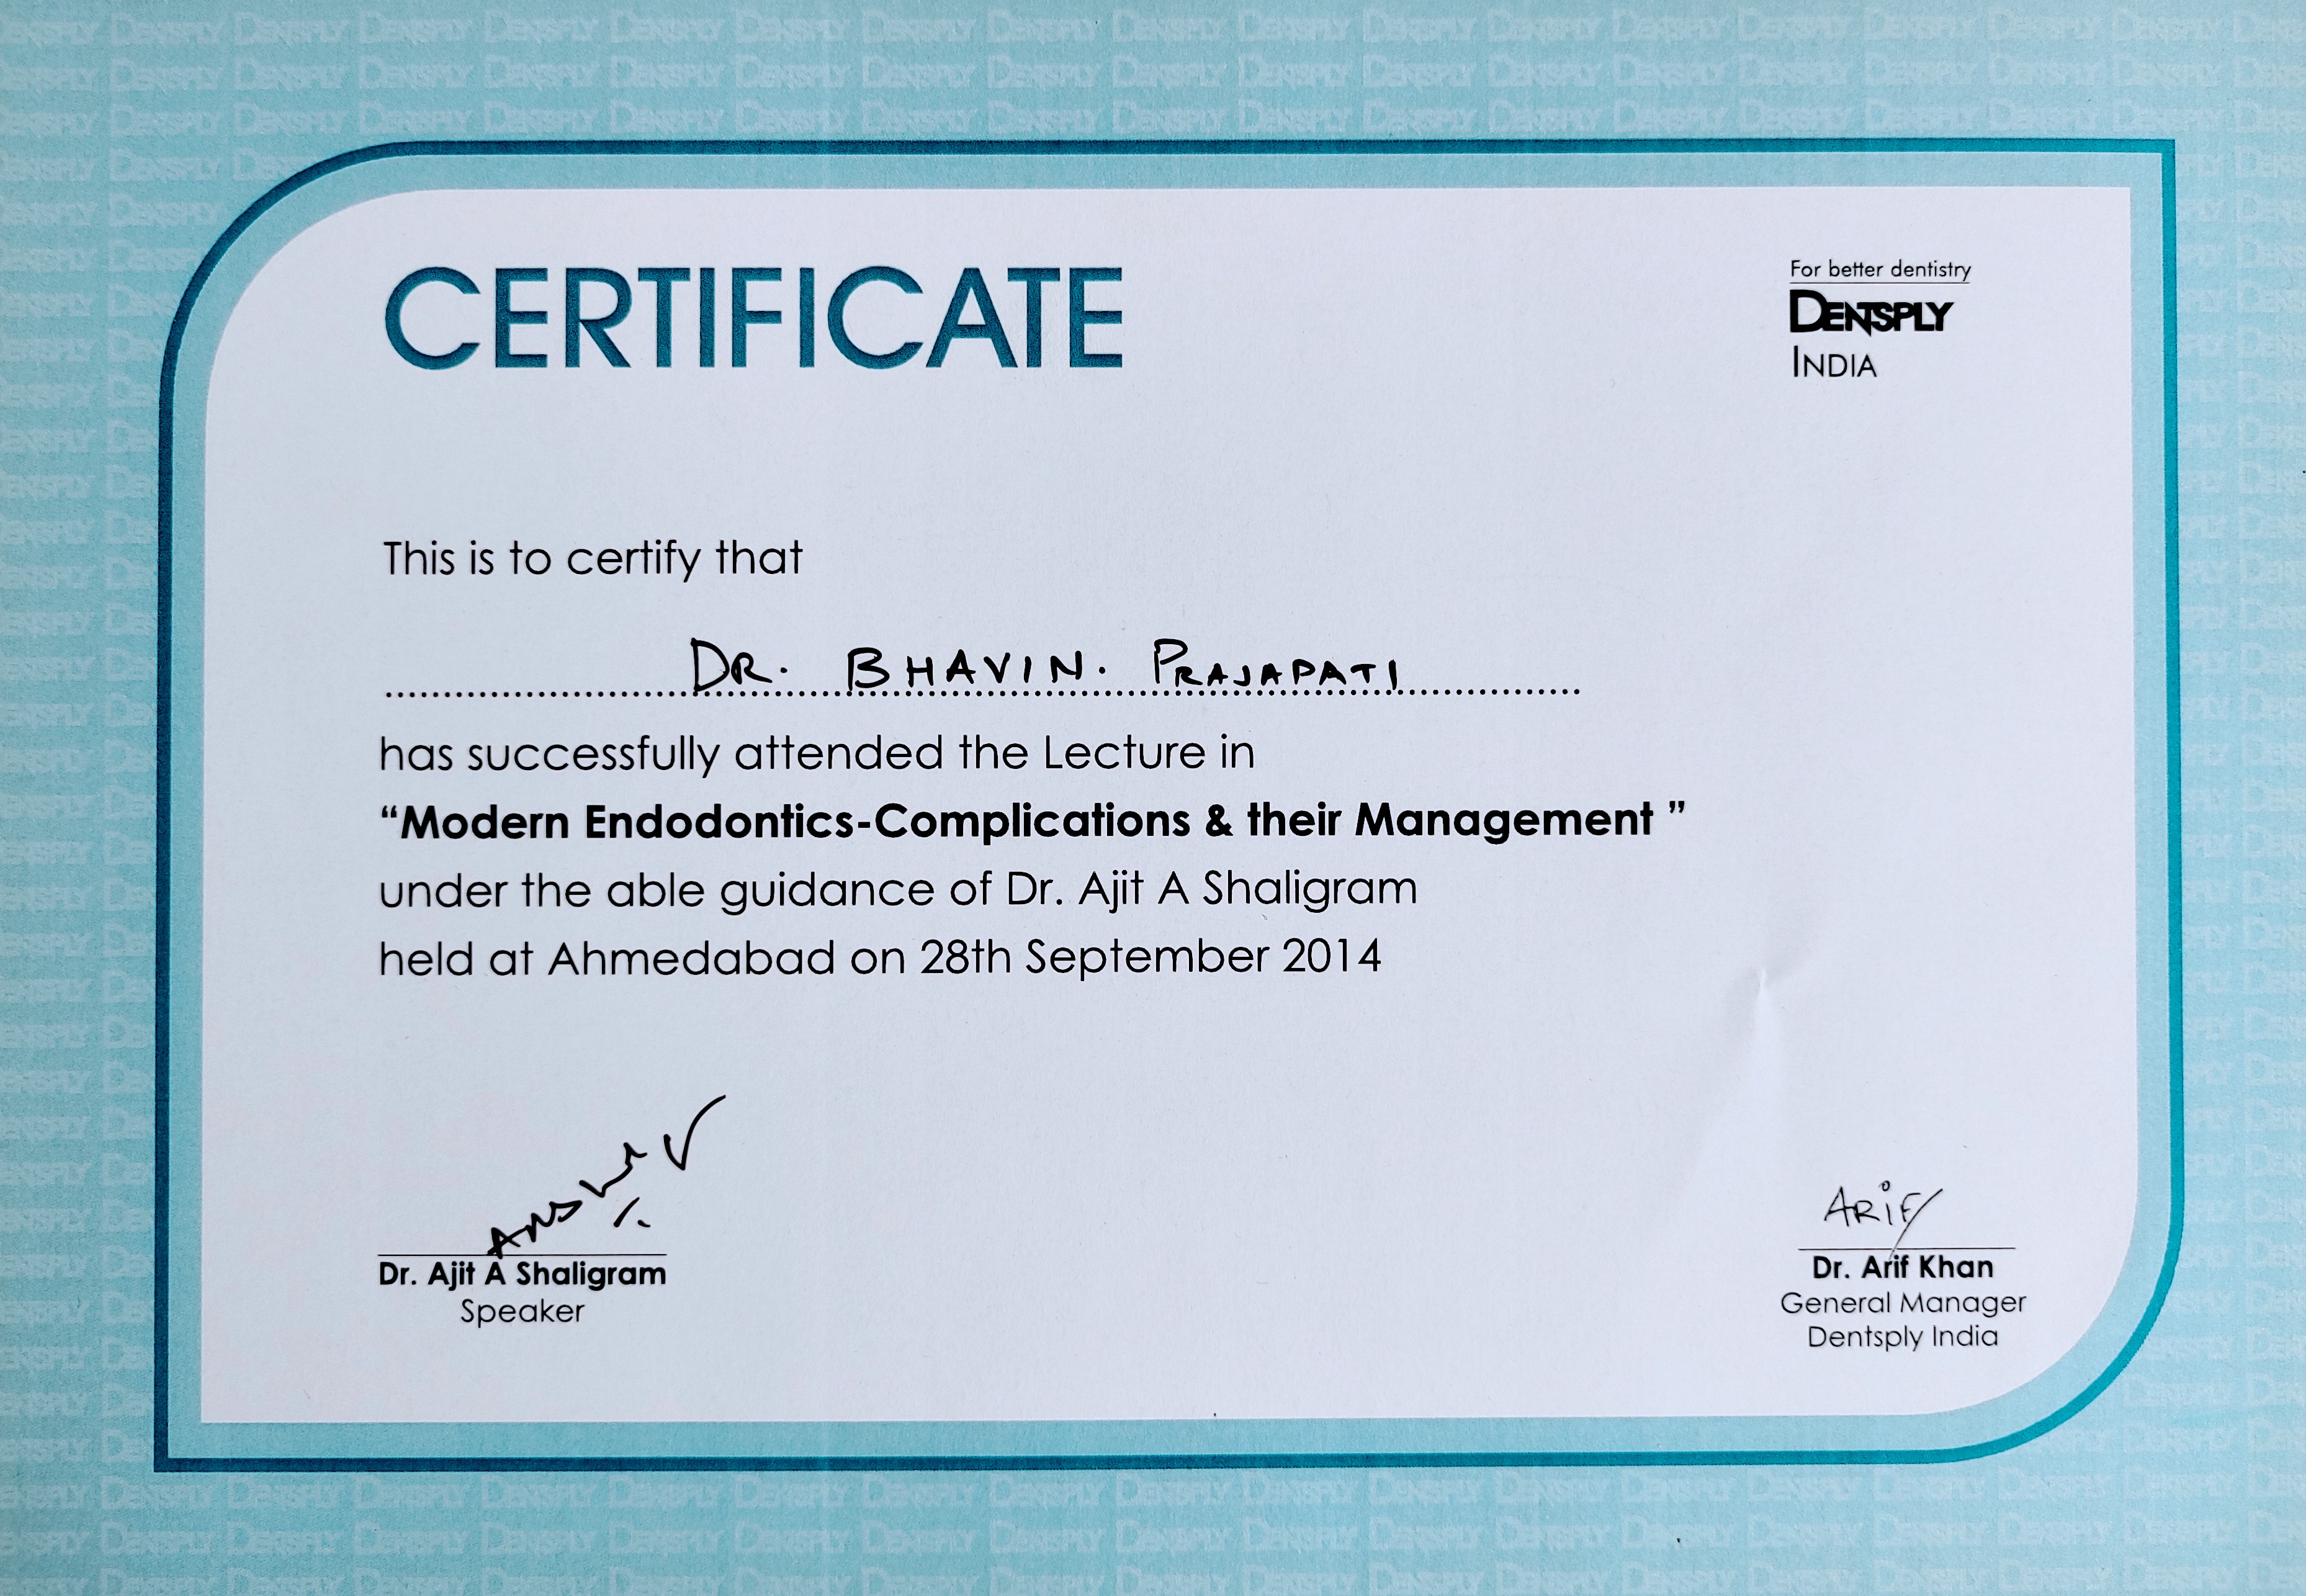 CERTIFICATE
For better dentistry
DENTSPLY
INDIA
This is to certify that
DR. BHAVIN. PRAJAPATI
has successfully attended the Lecture in
“Modern Endodontics-Complications & their Management ”
under the able guidance of Dr. Ajit A Shaligram
held at Ahmedabad on 28th September 2014
Dr. Ajit A Shaligram
Speaker
ARIF
Dr. Arif Khan
General Manager
Dentsply India